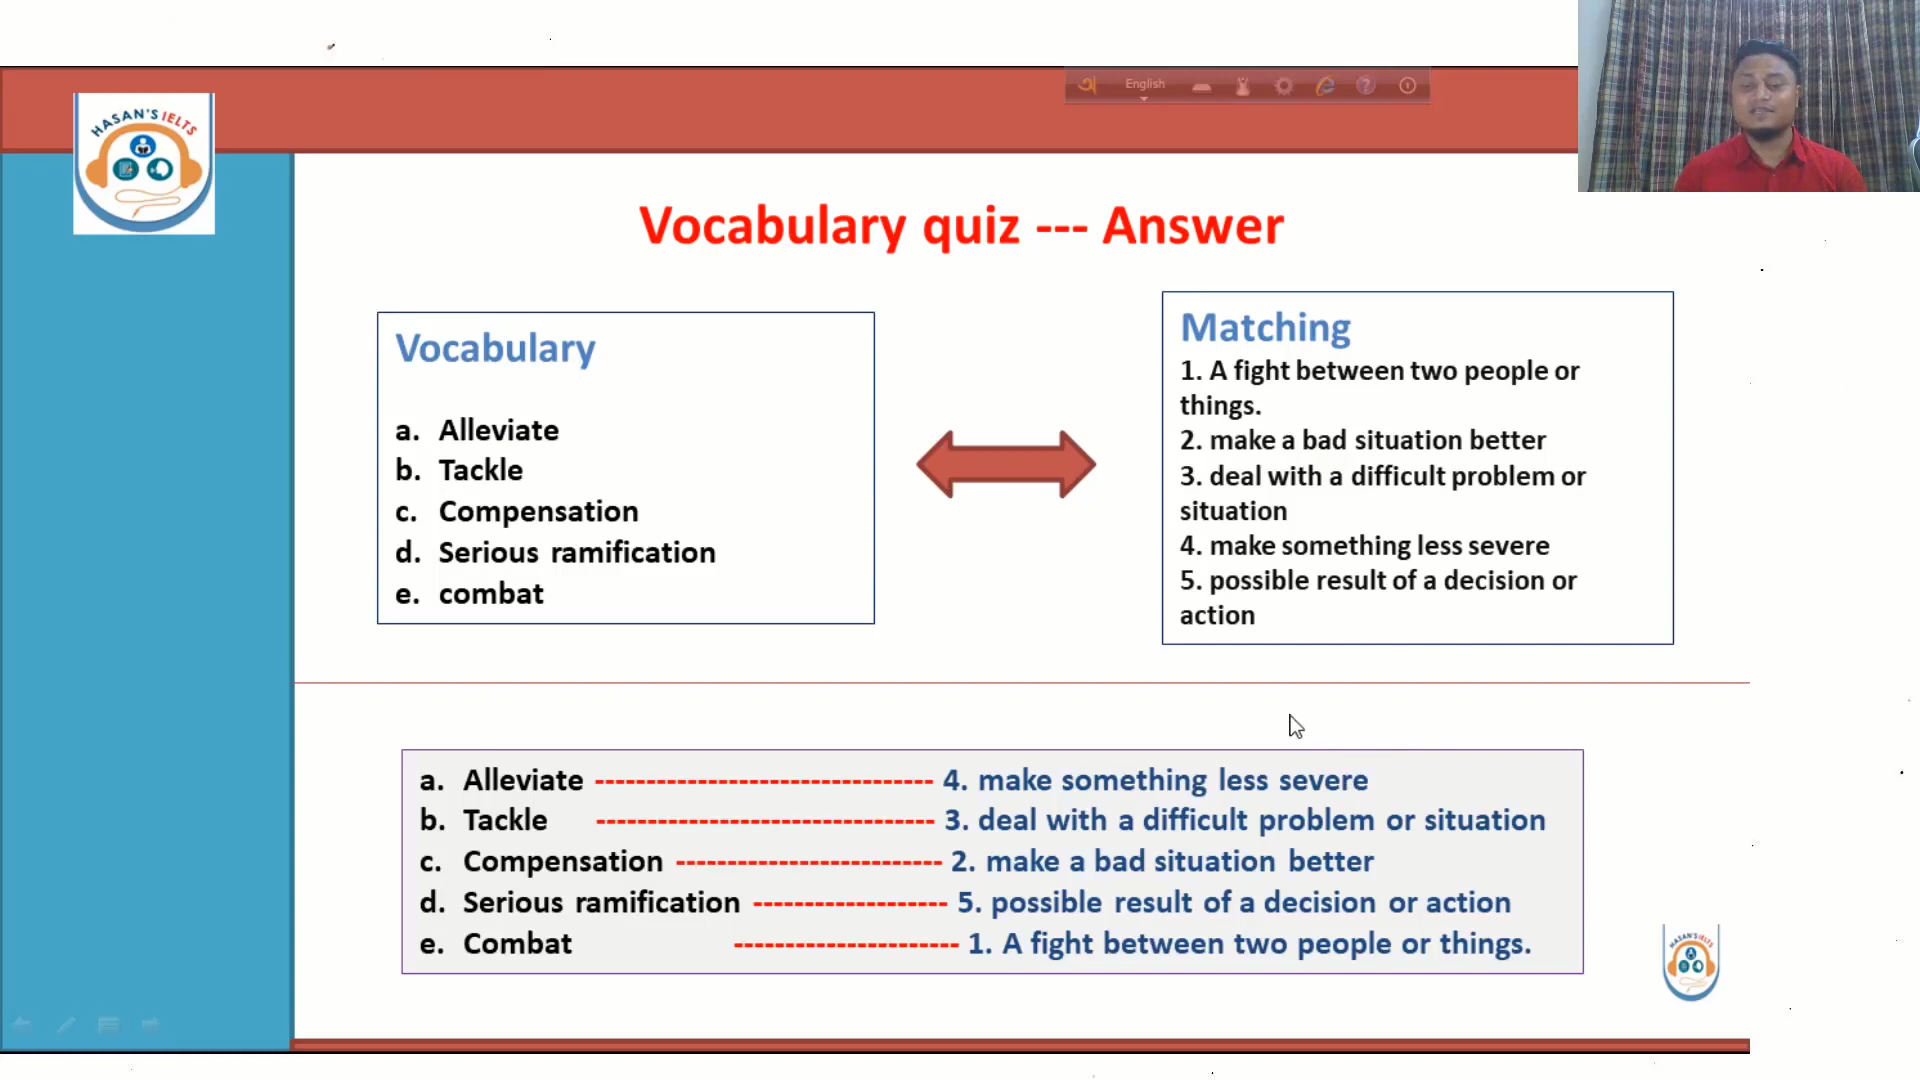 English
HASAN'S IELTS
Vocabulary quiz --- Answer
Vocabulary
a. Alleviate
b. Tackle
c. Compensation
d. Serious ramification
e. combat
Matching
1. A fight between two people or
things.
2. make a bad situation better
3. deal with a difficult problem or
situation
4. make something less severe
5. possible result of a decision or
action
a. Alleviate ------------------------------- 4. make something less severe
b. Tackle ------------------------------- 3. deal with a difficult problem or situation
c. Compensation ------------------------- 2. make a bad situation better
d. Serious ramification ------------------ 5. possible result of a decision or action
e. Combat --------------------- 1. A fight between two people or things.
HASAN'S IELTS